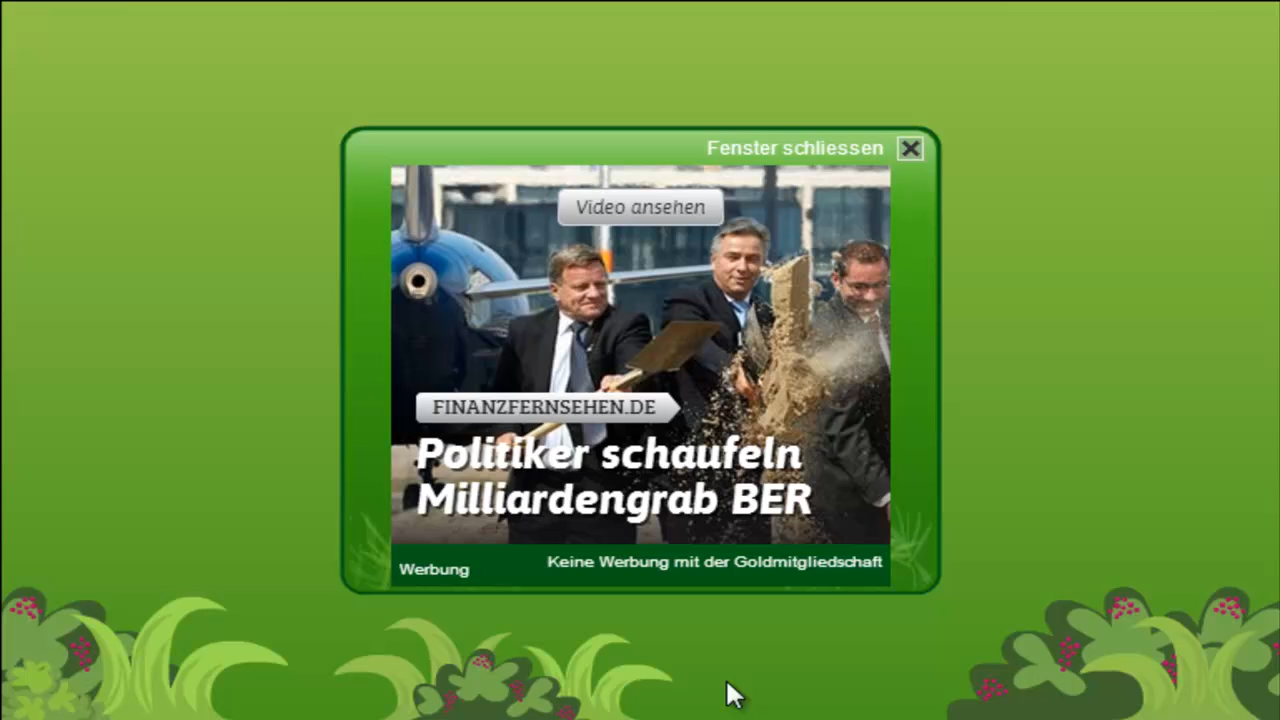 Fenster schliessen
Video ansehen
FINANZFERNSEHEN.DE
Politiker schaufeln
Milliardengrab BER
Keine Werbung mit der Goldmitgliedschaft
Werbung